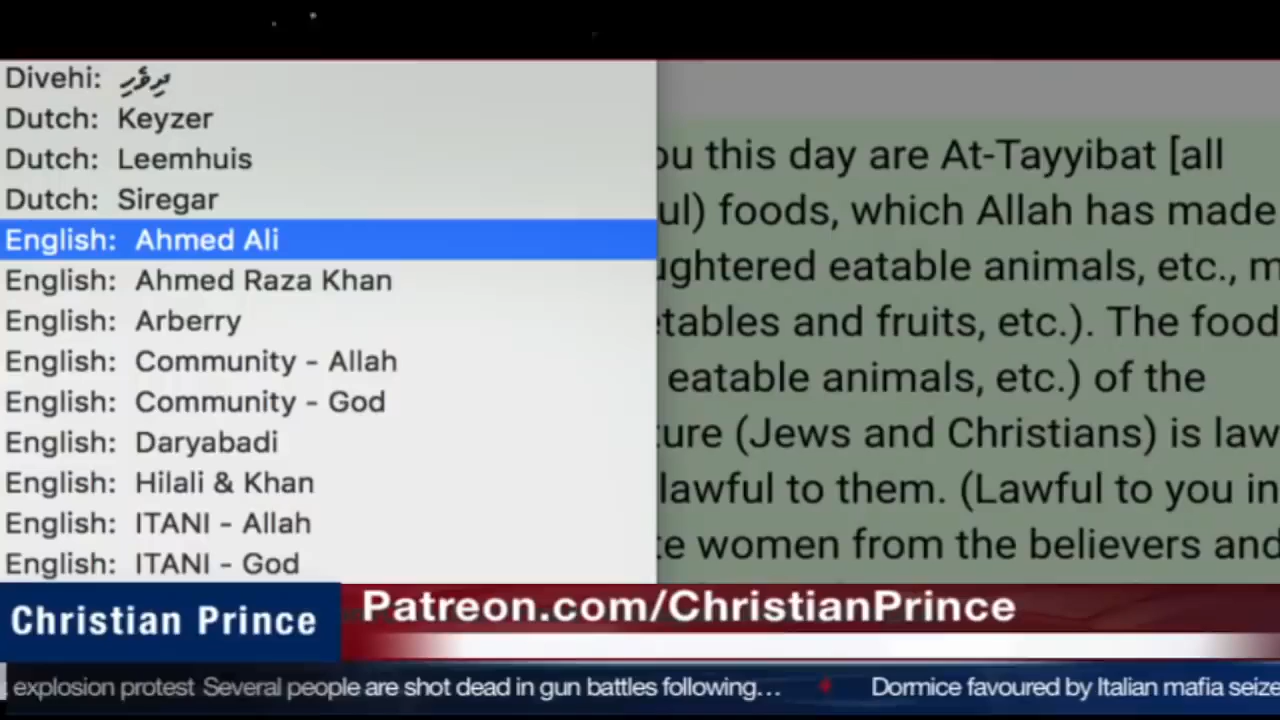 Divehi: ދިވެހި
Dutch: Keyzer
Dutch: Leemhuis
Dutch: Siregar
English: Ahmed Ali
English: Ahmed Raza Khan
English: Arberry
English: Community - Allah
English: Community - God
English: Daryabadi
English: Hilali & Khan
English: ITANI - Allah
English: ITANI - God
ou this day are At-Tayyibat [all
ul) foods, which Allah has made
ughtered eatable animals, etc., m
etables and fruits, etc.). The food
eatable animals, etc.) of the
ture (Jews and Christians) is law
lawful to them. (Lawful to you in
te women from the believers and
Christian Prince
Patreon.com/ChristianPrince
explosion protest Several people are shot dead in gun battles following... Dormice favoured by Italian mafia seize